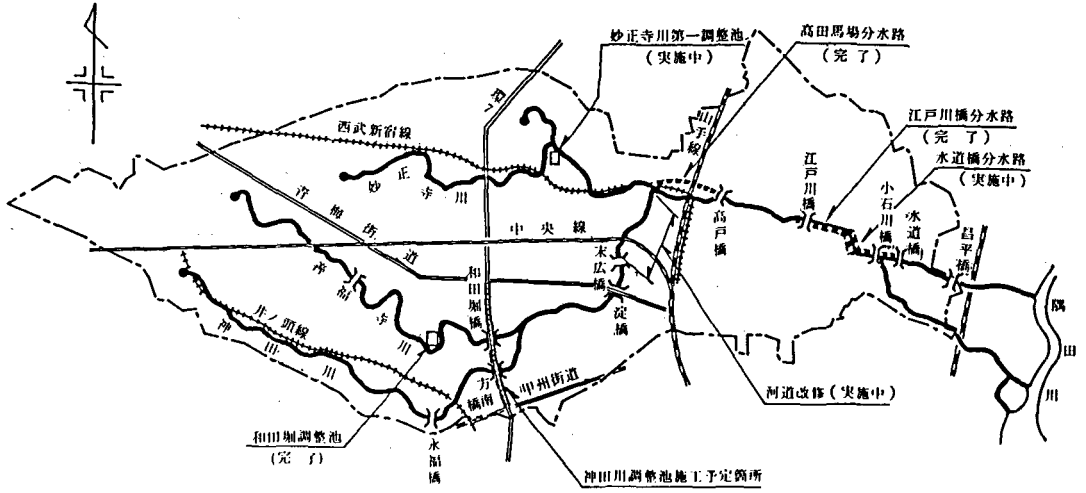 妙正寺川第一調整池
(実施中)
高田馬場分水路
(完了)
環7
山手線
江戸川橋分水路
(完了)
西武新宿線
水道橋分水路
(実施中)
妙正寺川
江戸川橋
小石川橋
水道橋
高戸橋
昌平橋
青梅街道
中央線
末広橋
和田堀橋
淀橋
善福寺川
隅田川
井ノ頭線
神田川
方南橋
甲州街道
河道改修(実施中)
和田堀調整池
(完了)
永福橋
神田川調整池施工予定箇所